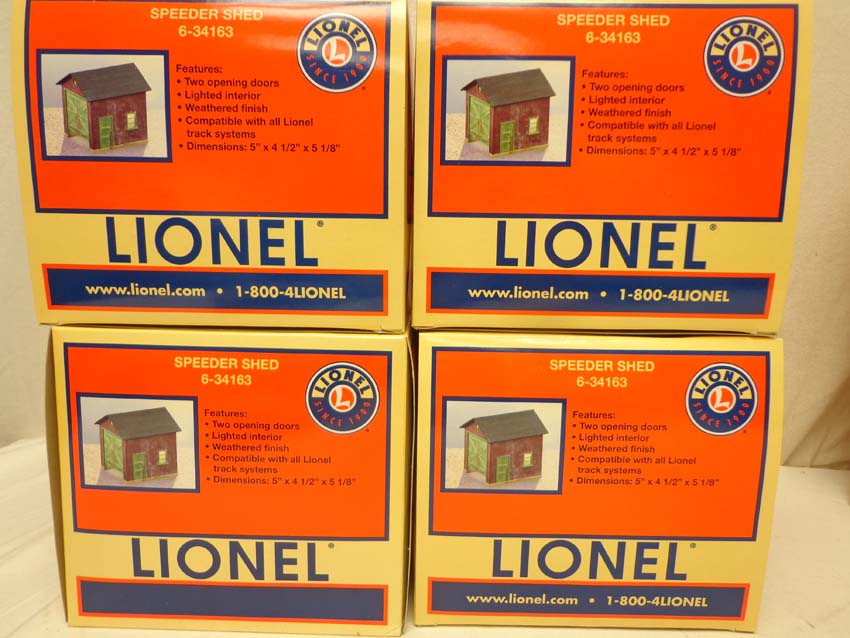 SPEEDER SHED
6-34163
LIONEL
SINCE 1900
L
Features:
• Two opening doors
• Lighted interior
• Weathered finish
• Compatible with all Lionel
track systems
• Dimensions: 5" x 4 1/2" x 5 1/8"
LIONEL®
www.lionel.com • 1-800-4LIONEL
SPEEDER SHED
6-34163
LIONEL
SINCE 1900
L
Features:
• Two opening doors
• Lighted interior
• Weathered finish
• Compatible with all Lionel
track systems
• Dimensions: 5" x 4 1/2" x 5 1/8"
LIONEL®
www.lionel.com • 1-800-4LIONEL
SPEEDER SHED
6-34163
LIONEL
SINCE 1900
L
Features:
• Two opening doors
• Lighted interior
• Weathered finish
• Compatible with all Lionel
track systems
• Dimensions: 5" x 4 1/2" x 5 1/8"
LIONEL®
SPEEDER SHED
6-34163
LIONEL
SINCE 1900
L
Features:
• Two opening doors
• Lighted interior
• Weathered finish
• Compatible with all Lionel
track systems
• Dimensions: 5" x 4 1/2" x 5 1/8"
LIONEL®
www.lionel.com • 1-800-4LIONEL